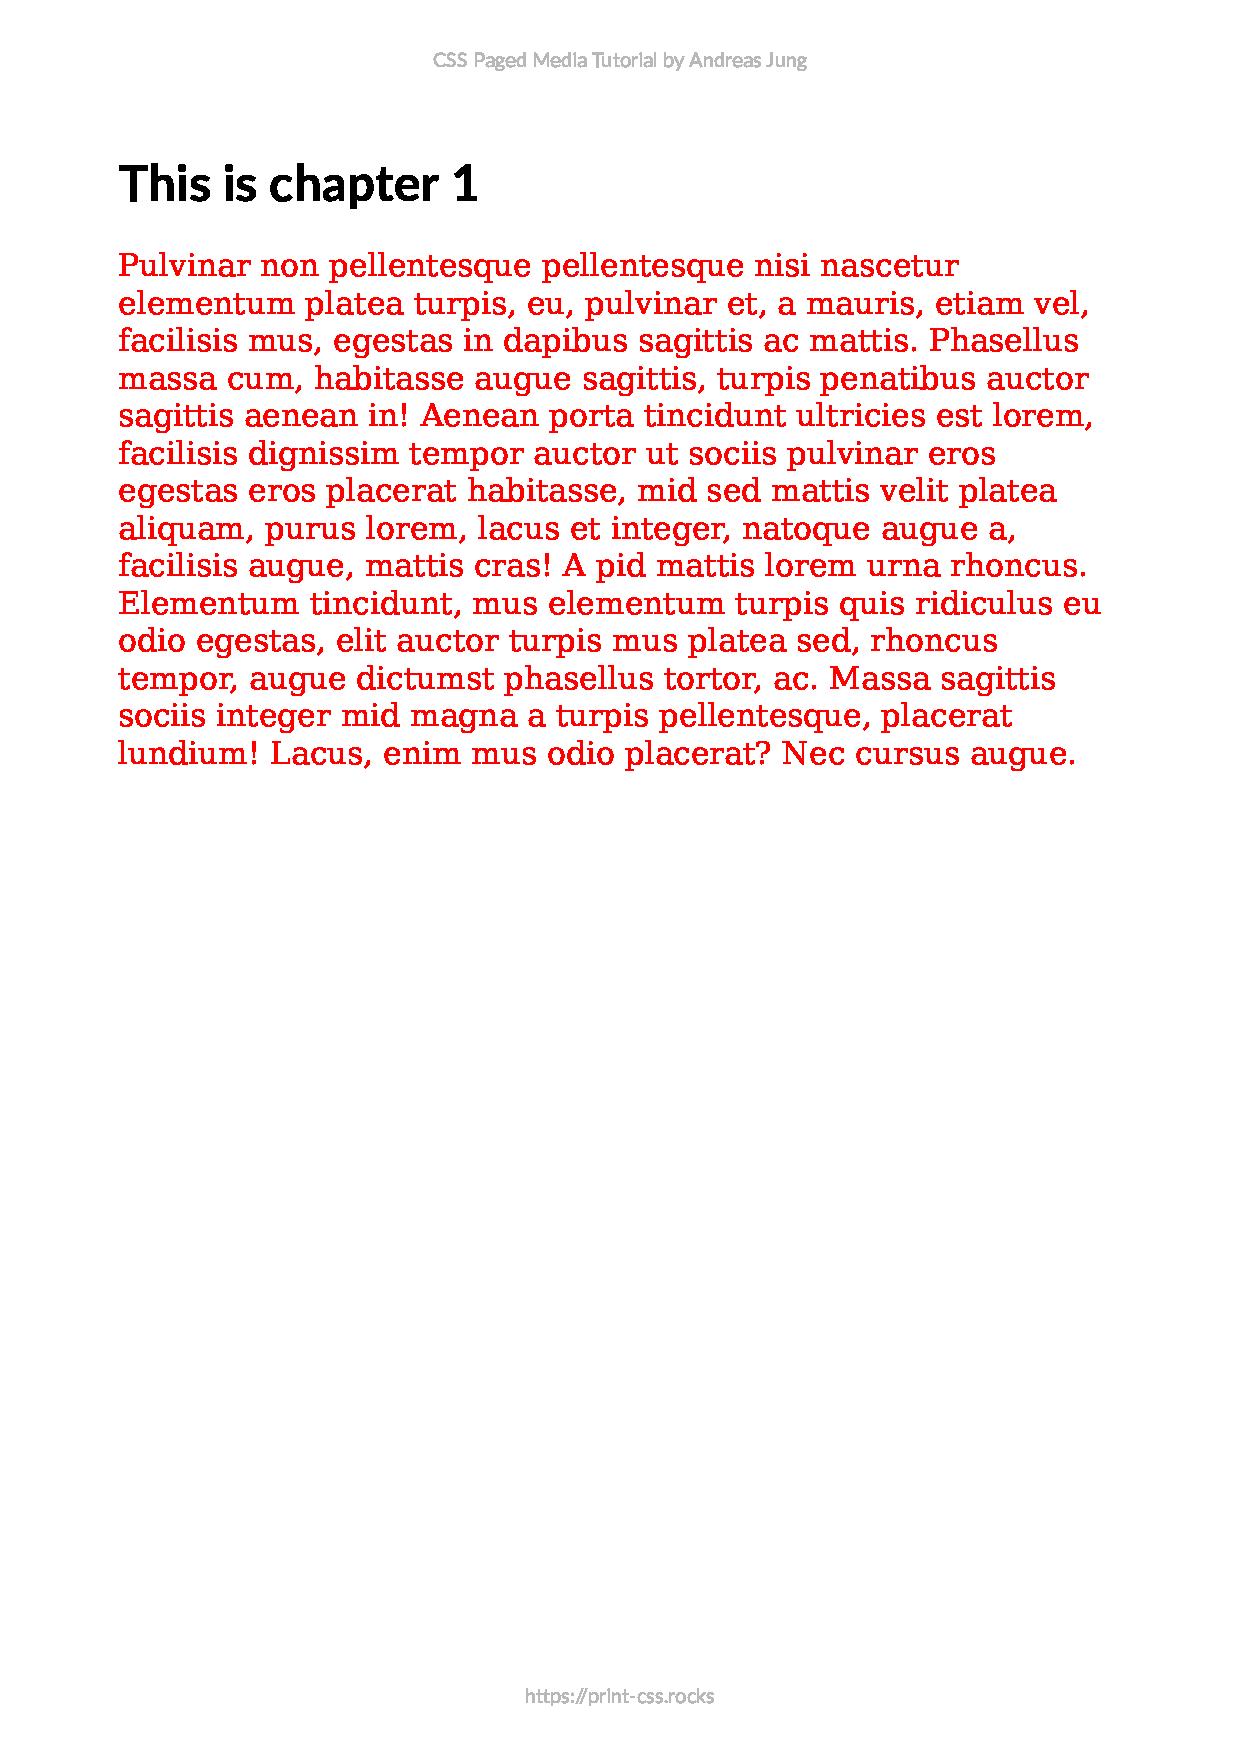 CSS Paged Media Tutorial by Andreas Jung
This is chapter 1
Pulvinar non pellentesque pellentesque nisi nascetur
elementum platea turpis, eu, pulvinar et, a mauris, etiam vel,
facilisis mus, egestas in dapibus sagittis ac mattis. Phasellus
massa cum, habitasse augue sagittis, turpis penatibus auctor
sagittis aenean in! Aenean porta tincidunt ultricies est lorem,
facilisis dignissim tempor auctor ut sociis pulvinar eros
egestas eros placerat habitasse, mid sed mattis velit platea
aliquam, purus lorem, lacus et integer, natoque augue a,
facilisis augue, mattis cras! A pid mattis lorem urna rhoncus.
Elementum tincidunt, mus elementum turpis quis ridiculus eu
odio egestas, elit auctor turpis mus platea sed, rhoncus
tempor, augue dictumst phasellus tortor, ac. Massa sagittis
sociis integer mid magna a turpis pellentesque, placerat
lundium! Lacus, enim mus odio placerat? Nec cursus augue.
https://print-css.rocks